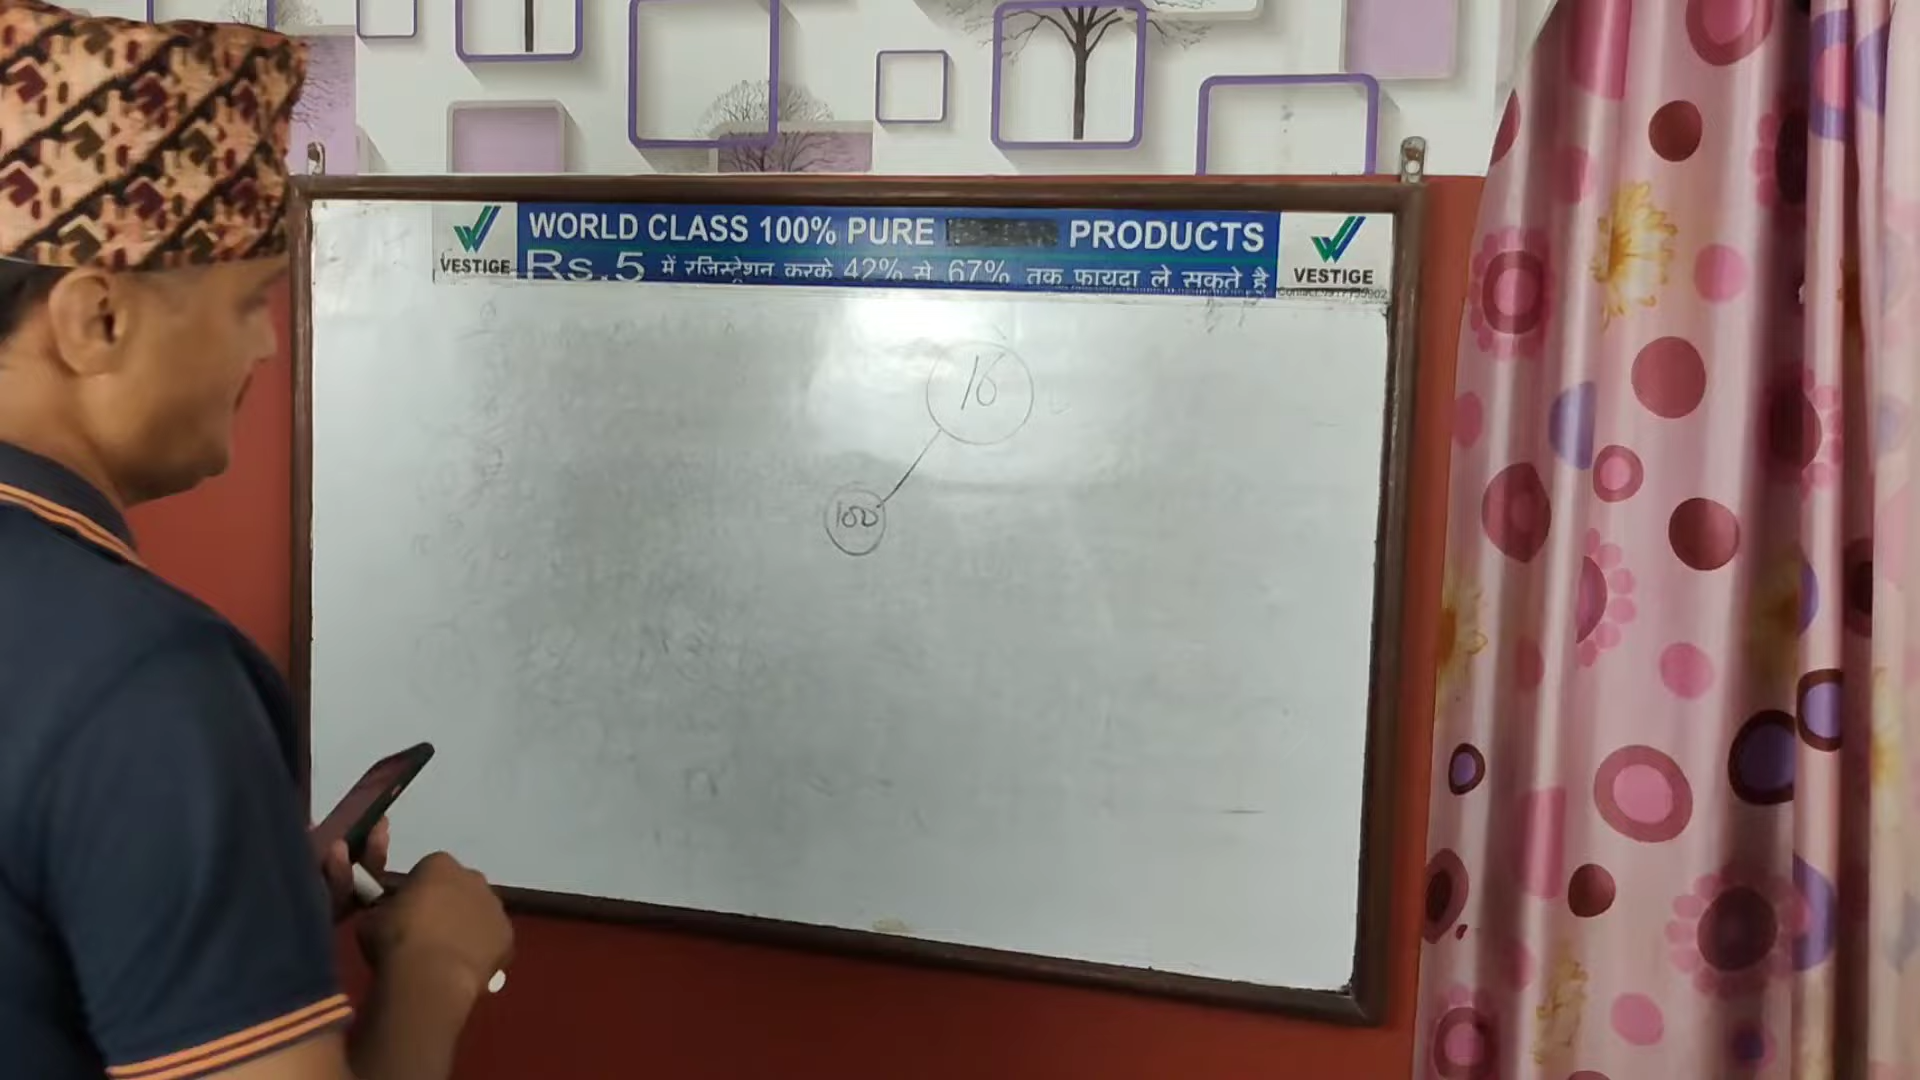 WORLD CLASS 100% PURE PRODUCTS
VESTIGE
Rs.5 में रजिस्ट्रेशन करके 42% से 67% तक फायदा ले सकते है
VESTIGE
16
100